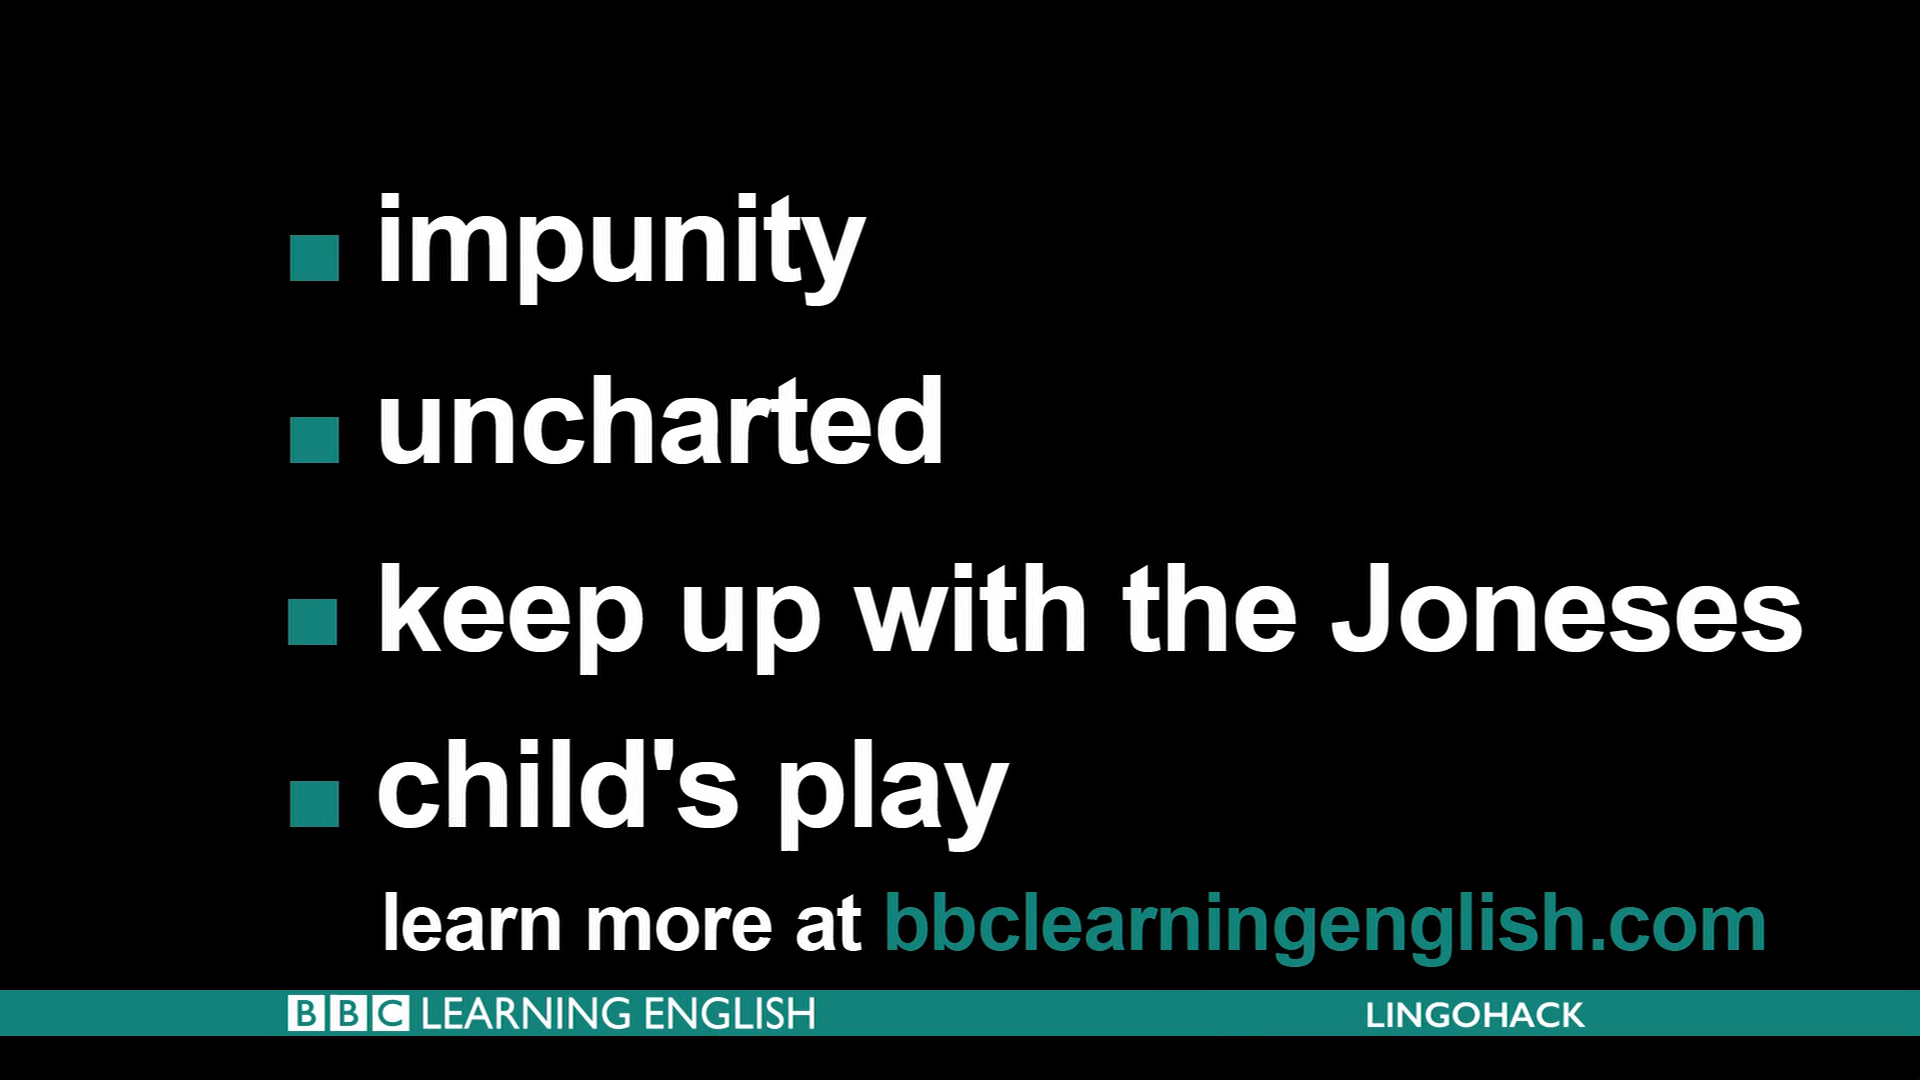 impunity
uncharted
keep up with the Joneses
child's play
learn more at bbclearningenglish.com
BBC LEARNING ENGLISH
LINGOHACK